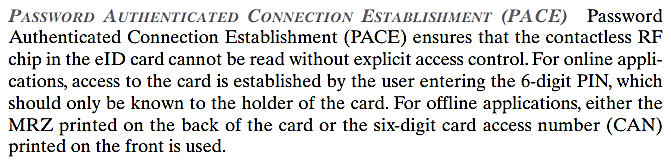 PASSWORD AUTHENTICATED CONNECTION ESTABLISHMENT (PACE) Password
Authenticated Connection Establishment (PACE) ensures that the contactless RF
chip in the eID card cannot be read without explicit access control. For online appli-
cations, access to the card is established by the user entering the 6-digit PIN, which
should only be known to the holder of the card. For offline applications, either the
MRZ printed on the back of the card or the six-digit card access number (CAN)
printed on the front is used.